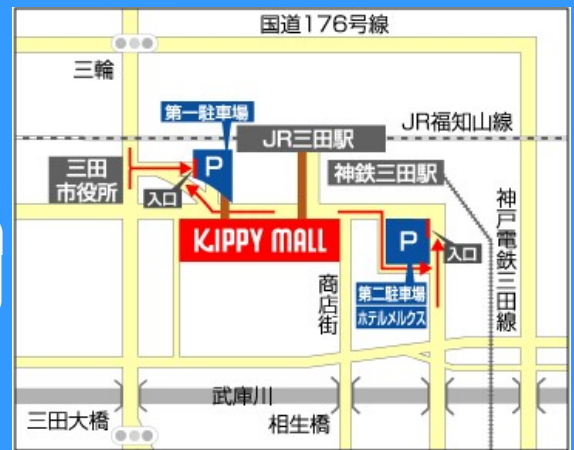 国道176号線
三輪
第一駐車場
JR福知山線
JR三田駅
P
三田
市役所
神鉄三田駅
入口
神戸電鉄三田線
KIPPY MALL
P
入口
商店街
第二駐車場
ホテルメルクス
武庫川
三田大橋
相生橋